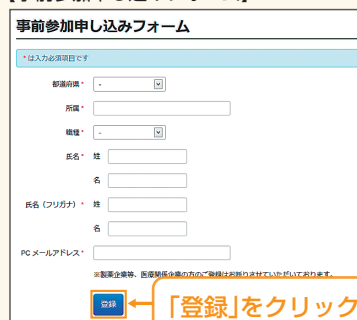 事前参加申し込みフォーム
*は入力必須項目です
都道府県* -
所属*
職種* -
氏名* 姓
名
氏名（フリガナ）* 姓
名
PC メールアドレス*
※製薬企業等、医療関係企業の方のご登録はお断りさせていただいております。
登録
「登録」をクリック